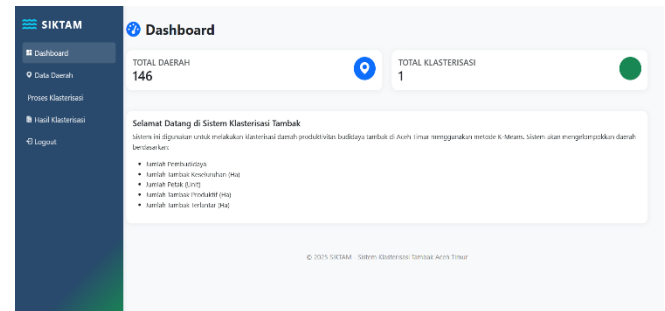 SIKTAM
Dashboard
Dashboard
Data Daerah
Proses Klasterisasi
Hasil Klasterisasi
Logout
TOTAL DAERAH
146
TOTAL KLASTERISASI
1
Selamat Datang di Sistem Klasterisasi Tambak
Sistem ini digunakan untuk melakukan klasterisasi daerah produktivitas budidaya tambak di Aceh Timur menggunakan metode K-Means. Sistem akan mengelompokkan daerah
berdasarkan:
Jumlah Pembudidaya
Jumlah Tambak Keseluruhan (Ha)
Jumlah Petak (Unit)
Jumlah Tambak Produktif (Ha)
Jumlah Tambak Terlantar (Ha)
© 2025 SIKTAM - Sistem Klasterisasi Tambak Aceh Timur